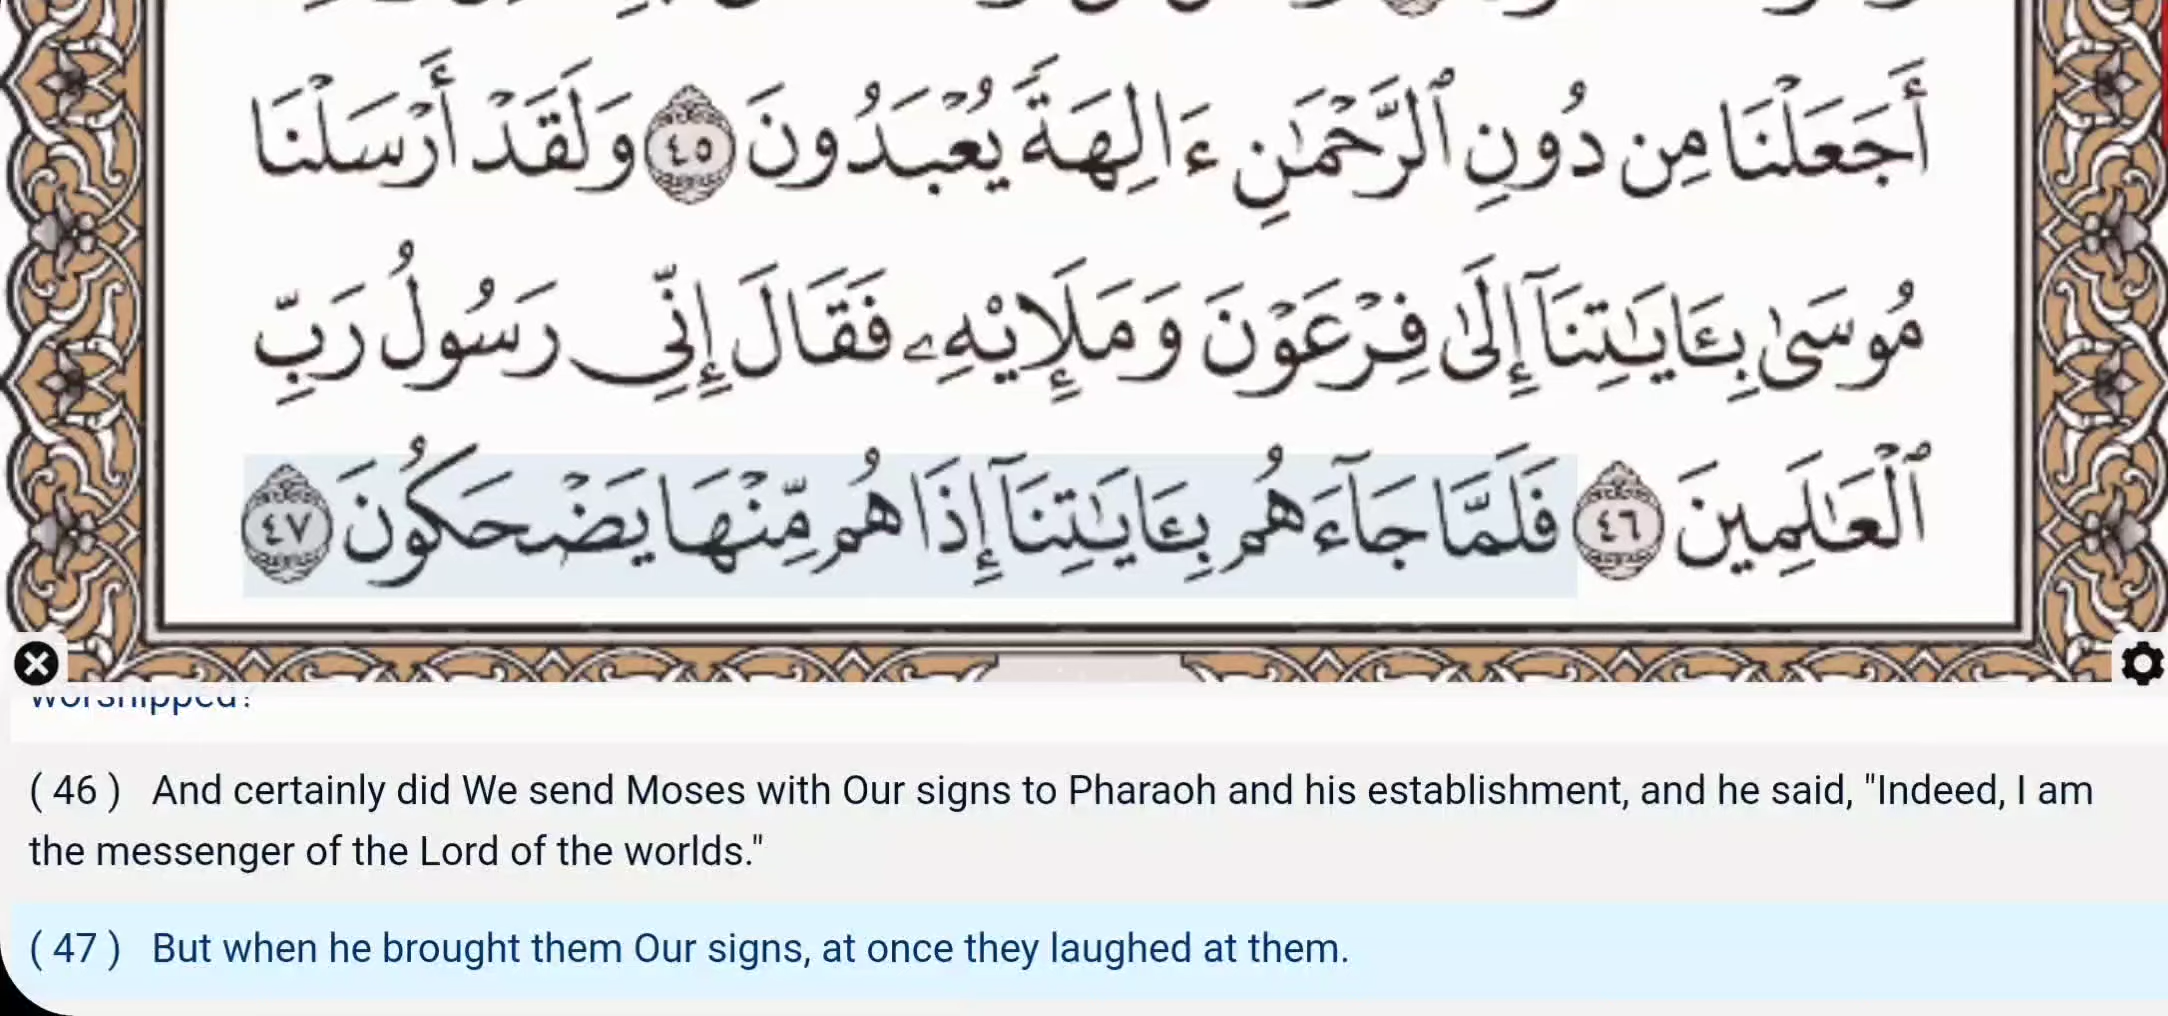 أَجَعَلْنَا مِن دُونِ ٱلرَّحْمَٰنِ ءَالِهَةً يُعْبَدُونَ ٤٥ وَلَقَدْ أَرْسَلْنَا
مُوسَىٰ بِـَٔايَٰتِنَآ إِلَىٰ فِرْعَوْنَ وَمَلَإِي۟هِۦ فَقَالَ إِنِّى رَسُولُ رَبِّ
ٱلْعَٰلَمِينَ ٤٦ فَلَمَّا جَآءَهُم بِـَٔايَٰتِنَآ إِذَا هُم مِّنْهَا يَضْحَكُونَ ٤٧
worshipped?
( 46 ) And certainly did We send Moses with Our signs to Pharaoh and his establishment, and he said, "Indeed, I am
the messenger of the Lord of the worlds."
( 47 ) But when he brought them Our signs, at once they laughed at them.